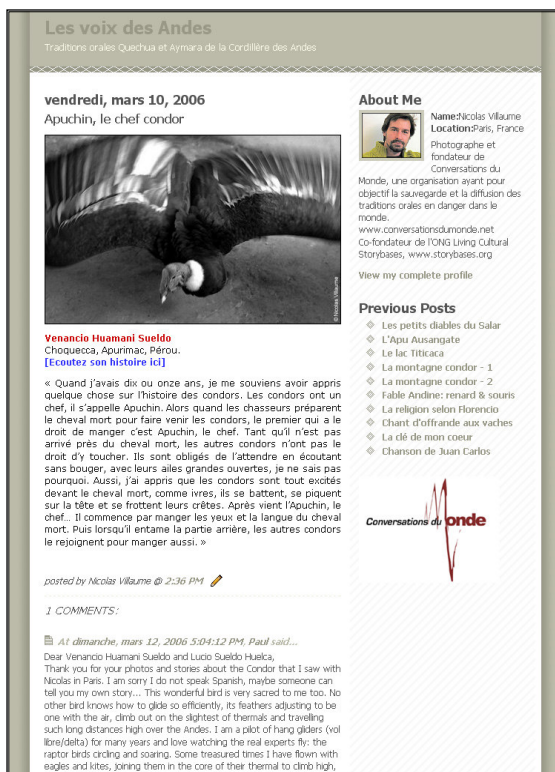 Les voix des Andes
Traditions orales Quechua et Aymara de la Cordillère des Andes
vendredi, mars 10, 2006
Apuchin, le chef condor
© Nicolas Villaume
Venancio Huamani Sueldo
Choquecca, Apurimac, Pérou.
[Ecoutez son histoire ici]
« Quand j'avais dix ou onze ans, je me souviens avoir appris
quelque chose sur l'histoire des condors. Les condors ont un
chef, il s'appelle Apuchin. Alors quand les chasseurs préparent
le cheval mort pour faire venir les condors, le premier qui a le
droit de manger c'est Apuchin, le chef. Tant qu'il n'est pas
arrivé près du cheval mort, les autres condors n'ont pas le
droit d'y toucher. Ils sont obligés de l'attendre en écoutant
sans bouger, avec leurs ailes grandes ouvertes, je ne sais pas
pourquoi. Aussi, j'ai appris que les condors sont tout excités
devant le cheval mort, comme ivres, ils se battent, se piquent
sur la tête et se frottent leurs crêtes. Après vient l'Apuchin, le
chef... Il commence par manger les yeux et la langue du cheval
mort. Puis lorsqu'il entame la partie arrière, les autres condors
le rejoignent pour manger aussi. »
posted by Nicolas Villaume @ 2:36 PM
1 COMMENTS:
At dimanche, mars 12, 2006 5:04:12 PM, Paul said...
Dear Venancio Huamani Sueldo and Lucio Sueldo Huelca,
Thank you for your photos and stories about the Condor that I saw with
Nicolas in Paris. I am sorry I do not speak Spanish, maybe someone can
tell you my own story... This wonderful bird is very sacred to me too. No
other bird knows how to glide so efficiently, its feathers adjusting to be
one with the air, climb out on the slightest of thermals and travelling
such long distances high over the Andes. I am a pilot of hang gliders (vol
libre/delta) for many years and love watching the real experts fly: the
raptor birds circling and soaring. Some treasured times I have flown with
eagles and kites, joining them in the core of their thermal to climb high,
About Me
Name:Nicolas Villaume
Location:Paris, France
Photographe et
fondateur de
Conversations du
Monde, une organisation ayant pour
objectif la sauvegarde et la diffusion des
traditions orales en danger dans le
monde.
www.conversationsdumonde.net
Co-fondateur de l'ONG Living Cultural
Storybases, www.storybases.org
View my complete profile
Previous Posts
Les petits diables du Salar
L'Apu Ausangate
Le lac Titicaca
La montagne condor - 1
La montagne condor - 2
Fable Andine: renard & souris
La religion selon Florencio
Chant d'offrande aux vaches
La clé de mon coeur
Chanson de Juan Carlos
Conversations du Monde